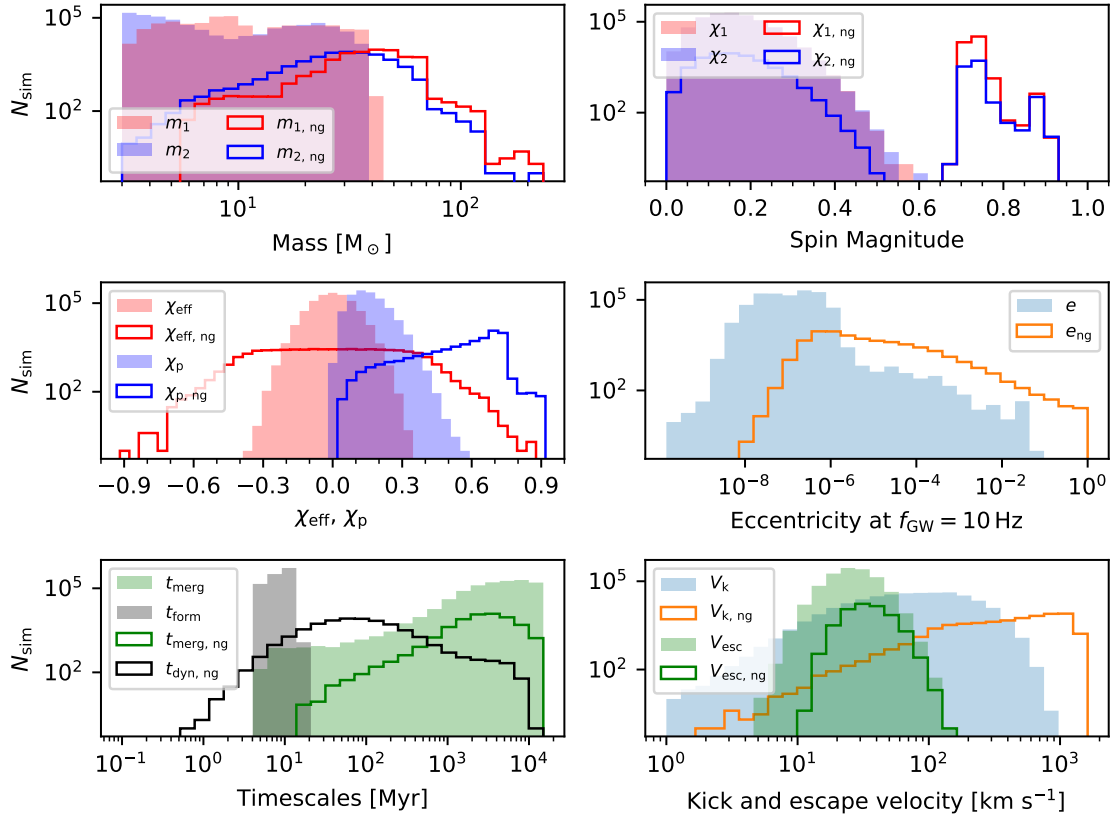 N_sim
10^5
10^2
m_1
m_2
m_1, ng
m_2, ng
10^1
10^2
Mass [M_⊙]
10^5
10^2
χ_1
χ_2
χ_1, ng
χ_2, ng
0.0 0.2 0.4 0.6 0.8 1.0
Spin Magnitude
N_sim
10^5
10^2
χ_eff
χ_eff, ng
χ_p
χ_p, ng
−0.9 −0.6 −0.3 0.0 0.3 0.6 0.9
χ_eff, χ_p
10^5
10^2
e
e_ng
10^−8 10^−6 10^−4 10^−2 10^0
Eccentricity at f_GW = 10 Hz
N_sim
10^5
10^2
t_merg
t_form
t_merg, ng
t_dyn, ng
10^−1 10^0 10^1 10^2 10^3 10^4
Timescales [Myr]
10^5
10^2
V_k
V_k, ng
V_esc
V_esc, ng
10^0 10^1 10^2 10^3
Kick and escape velocity [km s^−1]